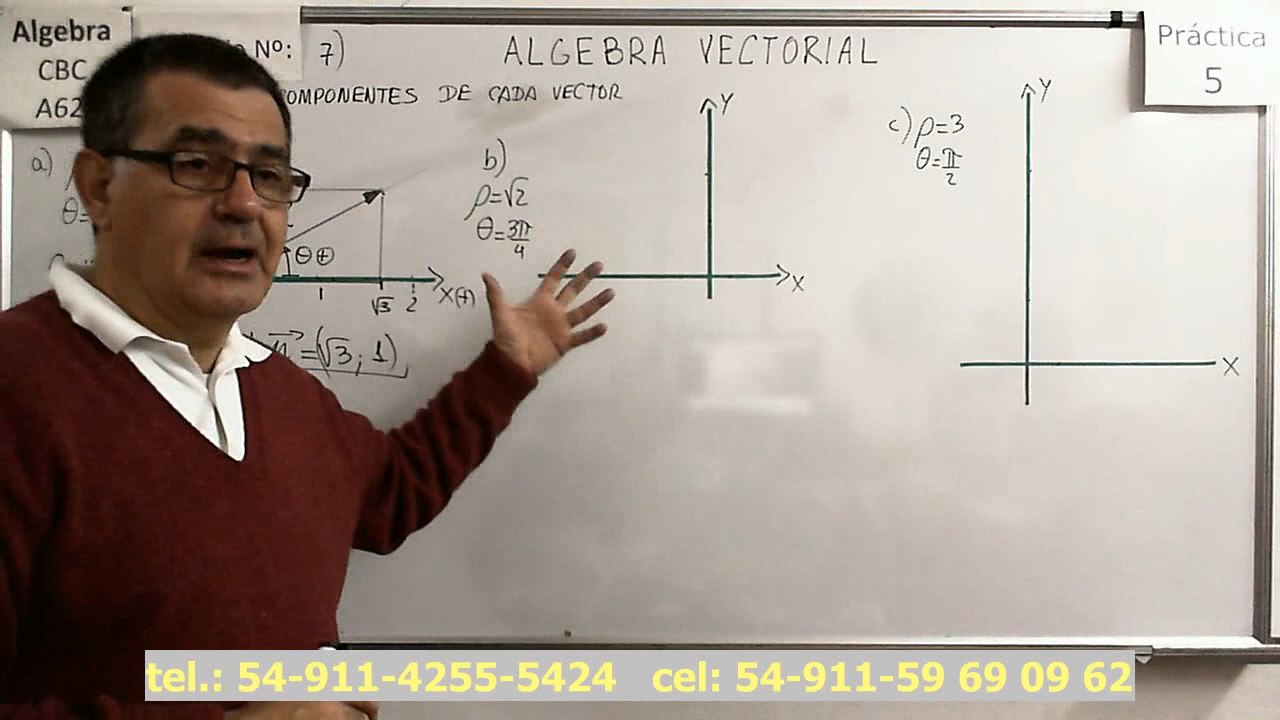 Algebra
CBC
A62
Nº: 7)
ALGEBRA VECTORIAL
Práctica
5
COMPONENTES DE CADA VECTOR
a)
θ=
θ⊕
1
√3 2
X(+)
=(√3; 1)
b)
ρ=√2
θ=3π/4
Y
X
c) ρ=3
θ=π/2
Y
X
tel.: 54-911-4255-5424 cel: 54-911-59 69 09 62